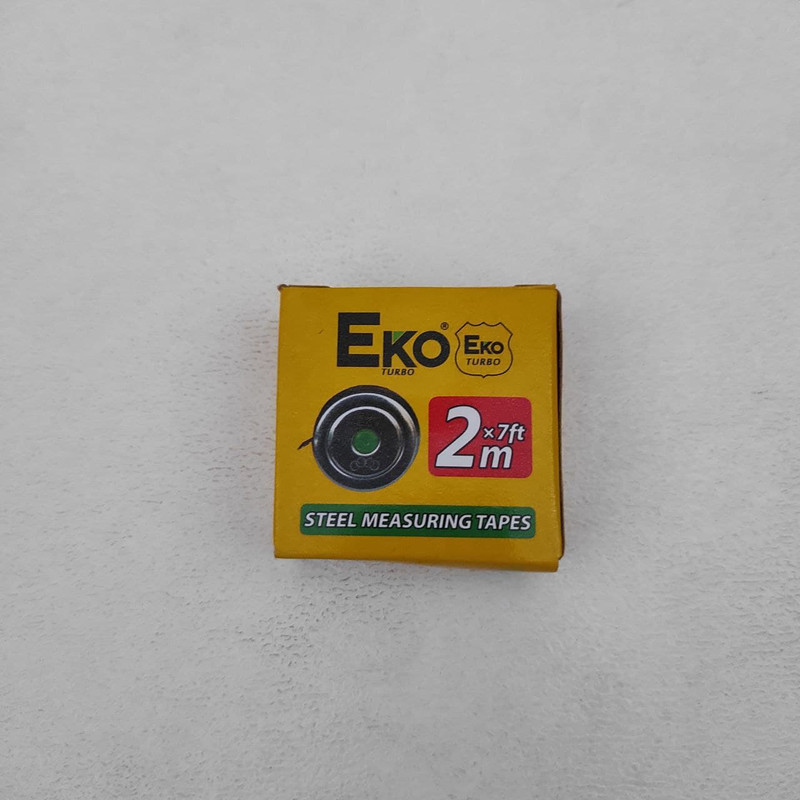 EKO®
TURBO
EKO
TURBO
2m x 7ft
STEEL MEASURING TAPES